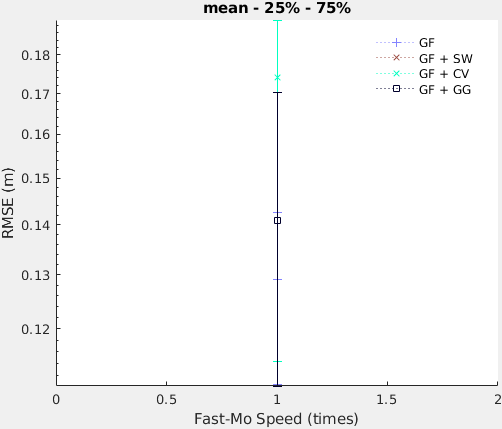 mean - 25% - 75%
GF
GF + SW
GF + CV
GF + GG
0.18
0.17
0.16
0.15
0.14
0.13
0.12
RMSE (m)
0 0.5 1 1.5 2
Fast-Mo Speed (times)